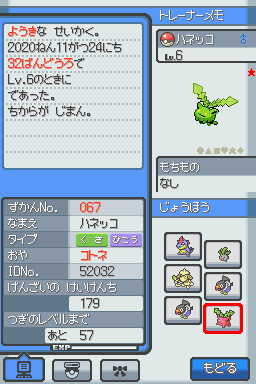 ようきな せいかく。
2020ねん11がつ24にち
32ばんどうろで
Lv.6のときに
であった。
ちからが じまん。
トレーナーメモ
ハネッコ ♂
Lv.6
もちもの
なし
ずかんNo. 067
なまえ ハネッコ
タイプ くさ ひこう
おや コトネ
IDNo. 52032
げんざいの けいけんち
179
つぎのレベルまで
あと 57
EXP
じょうほう
もどる